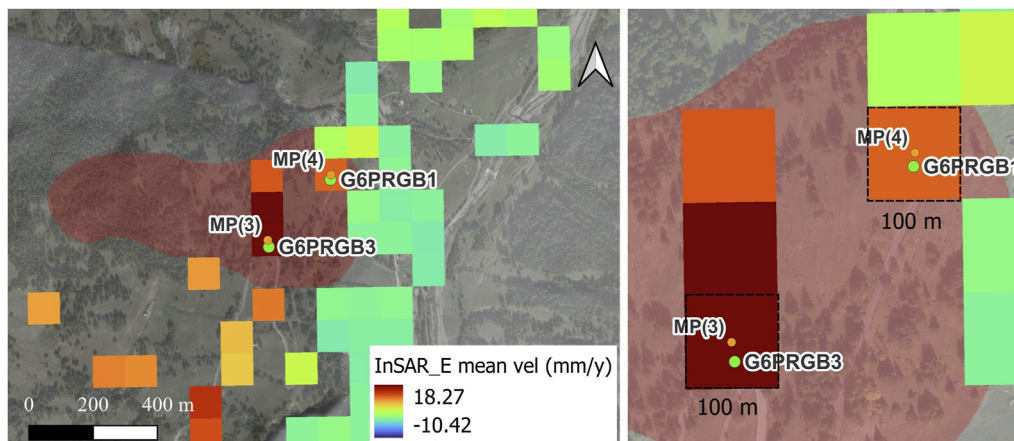 MP(4)
G6PRGB1
MP(3)
G6PRGB3
0 200 400 m
InSAR_E mean vel (mm/y)
18.27
-10.42
MP(4)
G6PRGB1
100 m
MP(3)
G6PRGB3
100 m